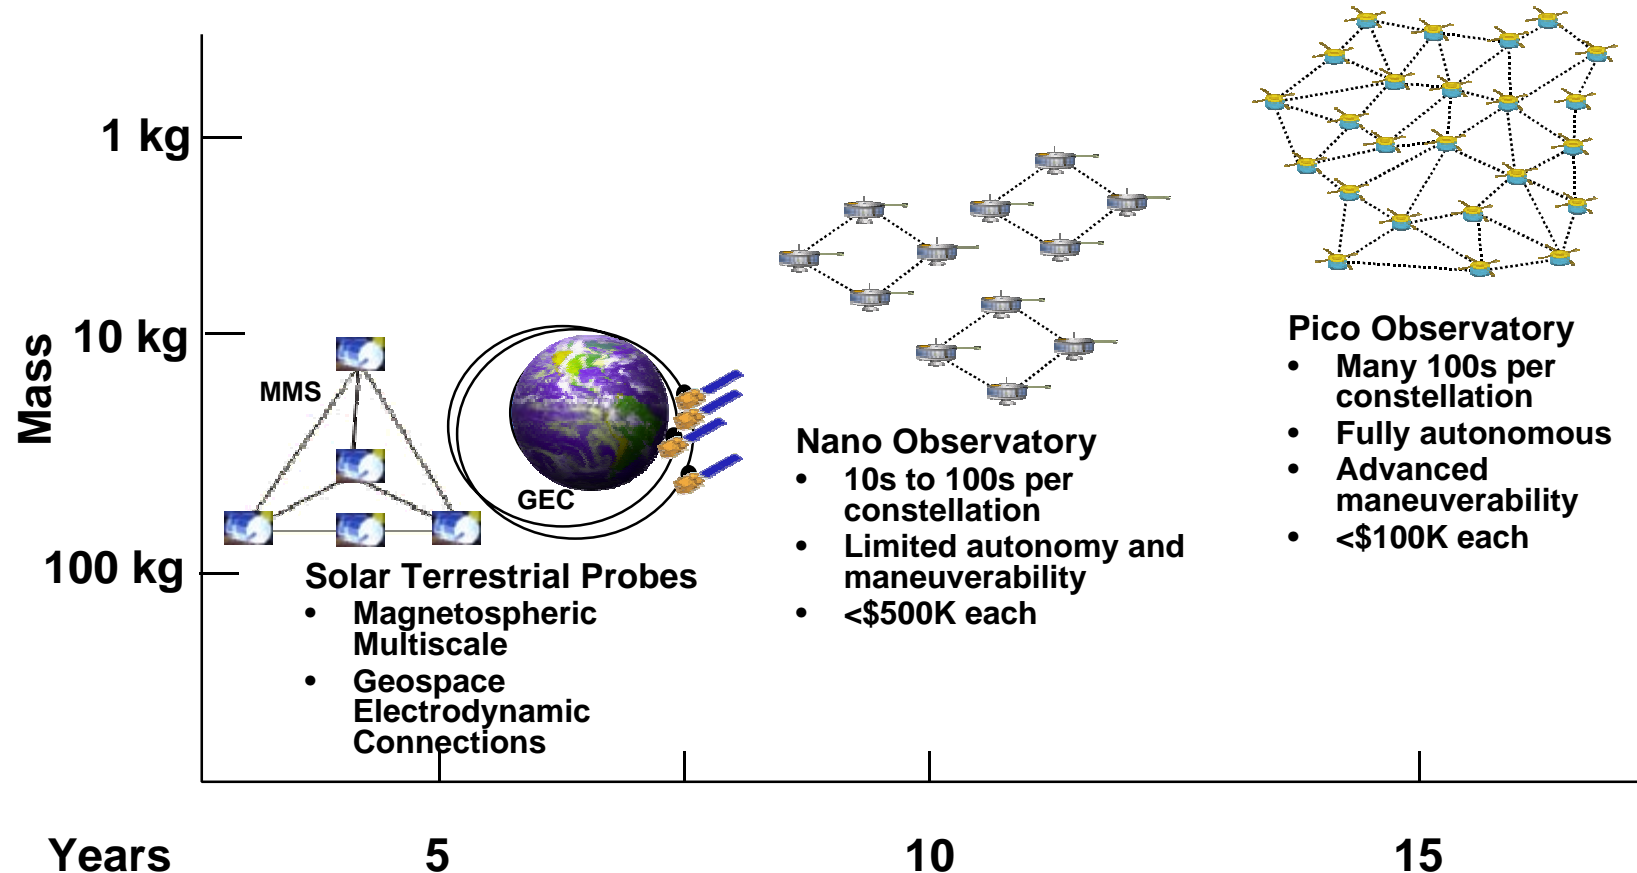 Mass
1 kg
10 kg
100 kg
MMS
GEC
Solar Terrestrial Probes
• Magnetospheric
Multiscale
• Geospace
Electrodynamic
Connections
Nano Observatory
• 10s to 100s per
constellation
• Limited autonomy and
maneuverability
• <$500K each
Pico Observatory
• Many 100s per
constellation
• Fully autonomous
• Advanced
maneuverability
• <$100K each
Years 5 10 15